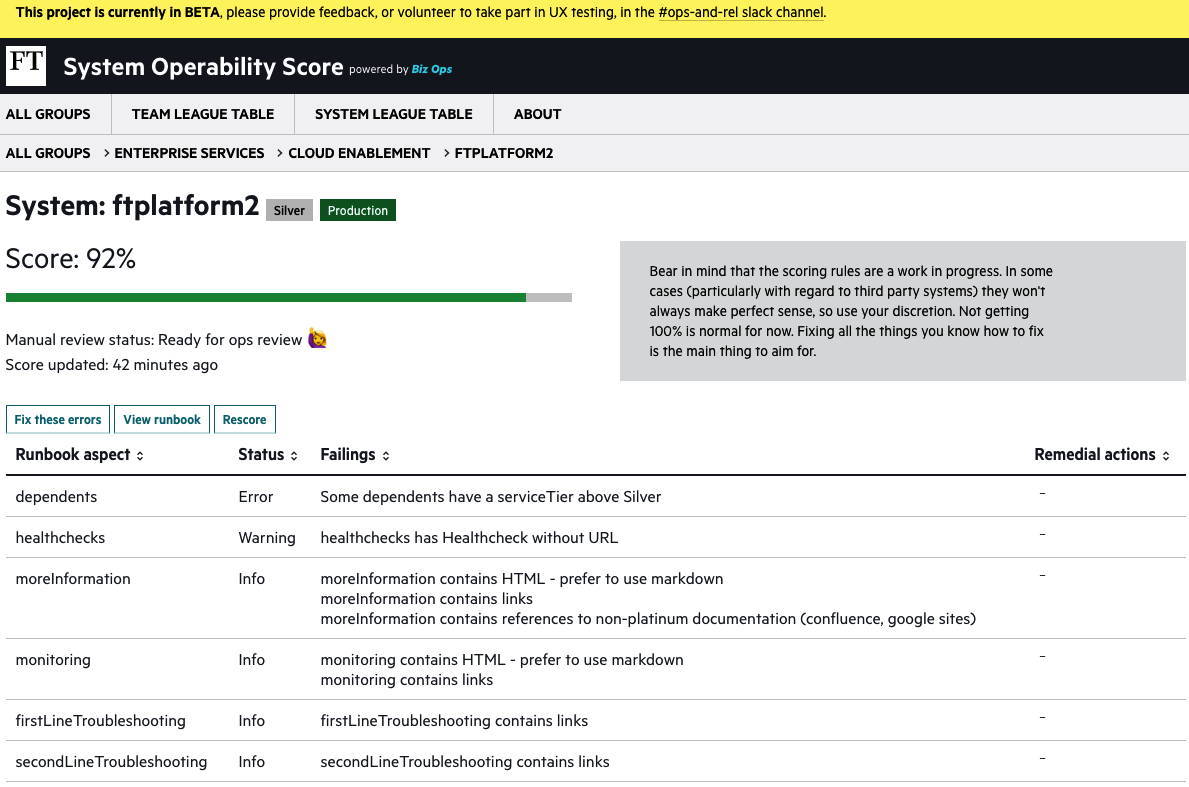 This project is currently in BETA, please provide feedback, or volunteer to take part in UX testing, in the #ops-and-rel slack channel.
FT System Operability Score powered by Biz Ops
ALL GROUPS TEAM LEAGUE TABLE SYSTEM LEAGUE TABLE ABOUT
ALL GROUPS > ENTERPRISE SERVICES > CLOUD ENABLEMENT > FTPLATFORM2
System: ftplatform2 Silver Production
Score: 92%
Manual review status: Ready for ops review 🙋
Score updated: 42 minutes ago
Bear in mind that the scoring rules are a work in progress. In some
cases (particularly with regard to third party systems) they won't
always make perfect sense, so use your discretion. Not getting
100% is normal for now. Fixing all the things you know how to fix
is the main thing to aim for.
Fix these errors View runbook Rescore
Runbook aspect Status Failings Remedial actions
dependents Error Some dependents have a serviceTier above Silver –
healthchecks Warning healthchecks has Healthcheck without URL –
moreInformation Info moreInformation contains HTML - prefer to use markdown –
moreInformation contains links
moreInformation contains references to non-platinum documentation (confluence, google sites)
monitoring Info monitoring contains HTML - prefer to use markdown –
monitoring contains links
firstLineTroubleshooting Info firstLineTroubleshooting contains links –
secondLineTroubleshooting Info secondLineTroubleshooting contains links –